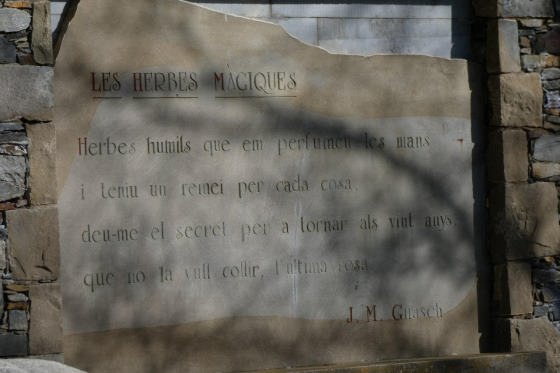 LES HERBES MÀGIQUES
Herbes humils que em perfumeu les mans
i teniu un remei per cada cosa,
deu-me el secret per a tornar als vint anys,
que no la vull collir, l'última rosa
J. M. Guasch